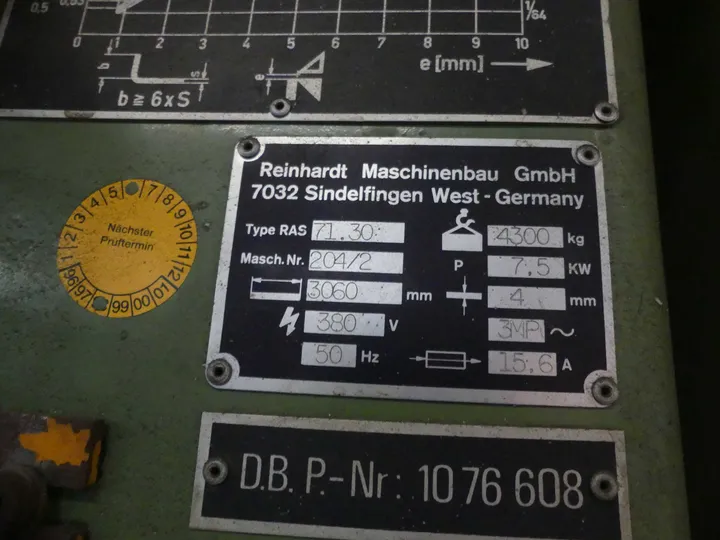 0,5
0,63
1/64
0 1 2 3 4 5 6 7 8 9 10
e [mm]
b
S
e
b ≧ 6xS
Reinhardt Maschinenbau GmbH
7032 Sindelfingen West-Germany
Type RAS 71.30
4300 kg
Masch.Nr. 204/2
P 7,5 KW
3060 mm
4 mm
380 V
3MP ~
50 Hz
15,6 A
Nächster
Prüftermin
1 2 3 4 5 7 8 9 10 11 12
96 97 99 00 01
D.B.P.-Nr: 1076 608